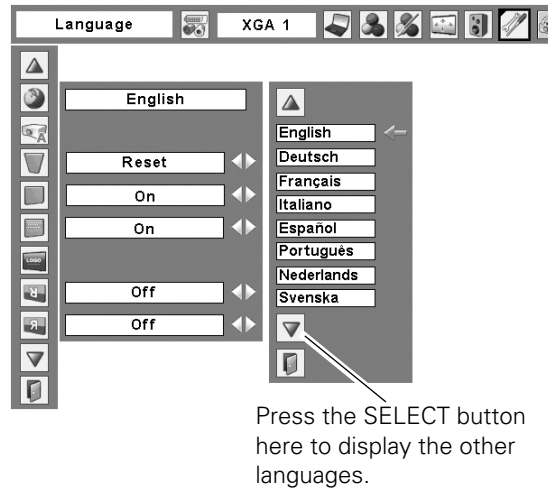 Language
XGA 1
English
Reset
On
On
Off
Off
English
Deutsch
Français
Italiano
Español
Português
Nederlands
Svenska
Press the SELECT button
here to display the other
languages.